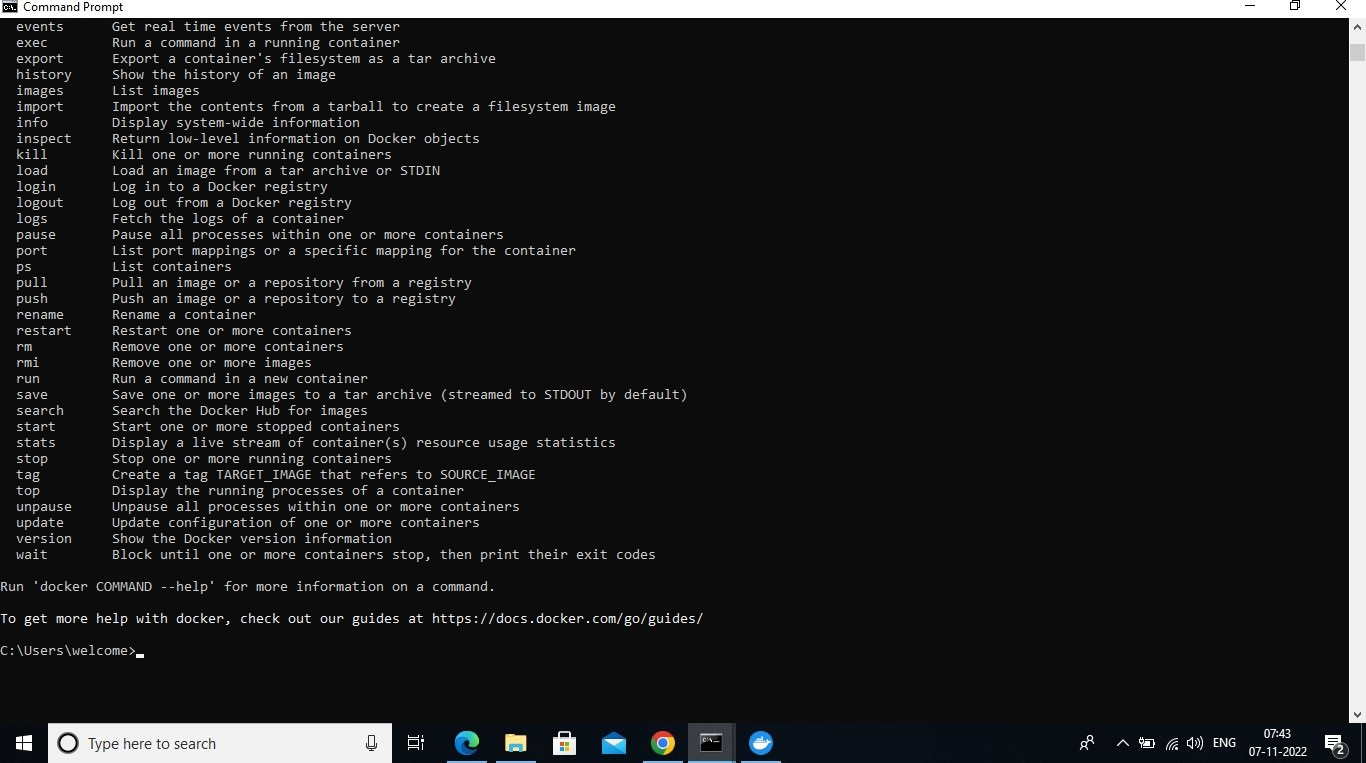 Command Prompt
events Get real time events from the server
exec Run a command in a running container
export Export a container's filesystem as a tar archive
history Show the history of an image
images List images
import Import the contents from a tarball to create a filesystem image
info Display system-wide information
inspect Return low-level information on Docker objects
kill Kill one or more running containers
load Load an image from a tar archive or STDIN
login Log in to a Docker registry
logout Log out from a Docker registry
logs Fetch the logs of a container
pause Pause all processes within one or more containers
port List port mappings or a specific mapping for the container
ps List containers
pull Pull an image or a repository from a registry
push Push an image or a repository to a registry
rename Rename a container
restart Restart one or more containers
rm Remove one or more containers
rmi Remove one or more images
run Run a command in a new container
save Save one or more images to a tar archive (streamed to STDOUT by default)
search Search the Docker Hub for images
start Start one or more stopped containers
stats Display a live stream of container(s) resource usage statistics
stop Stop one or more running containers
tag Create a tag TARGET_IMAGE that refers to SOURCE_IMAGE
top Display the running processes of a container
unpause Unpause all processes within one or more containers
update Update configuration of one or more containers
version Show the Docker version information
wait Block until one or more containers stop, then print their exit codes
Run 'docker COMMAND --help' for more information on a command.
To get more help with docker, check out our guides at https://docs.docker.com/go/guides/
C:\Users\welcome>
Type here to search
ENG
07:43
07-11-2022
2